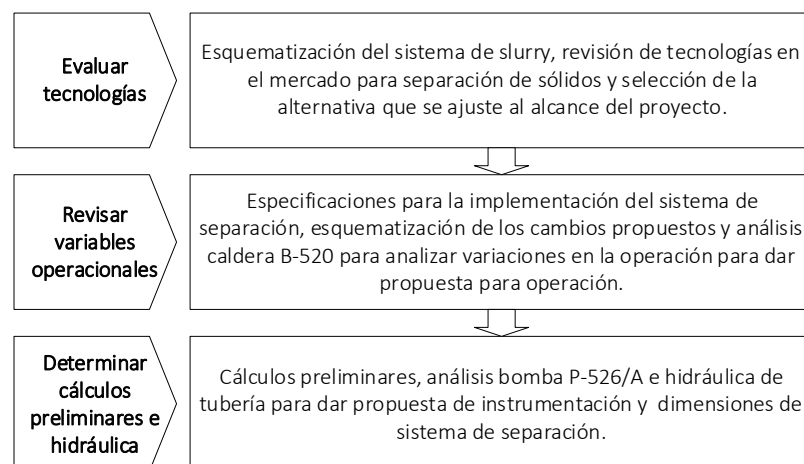 Evaluar
tecnologías
Esquematización del sistema de slurry, revisión de tecnologías en
el mercado para separación de sólidos y selección de la
alternativa que se ajuste al alcance del proyecto.
Revisar
variables
operacionales
Especificaciones para la implementación del sistema de
separación, esquematización de los cambios propuestos y análisis
caldera B-520 para analizar variaciones en la operación para dar
propuesta para operación.
Determinar
cálculos
preliminares e
hidráulica
Cálculos preliminares, análisis bomba P-526/A e hidráulica de
tubería para dar propuesta de instrumentación y dimensiones de
sistema de separación.